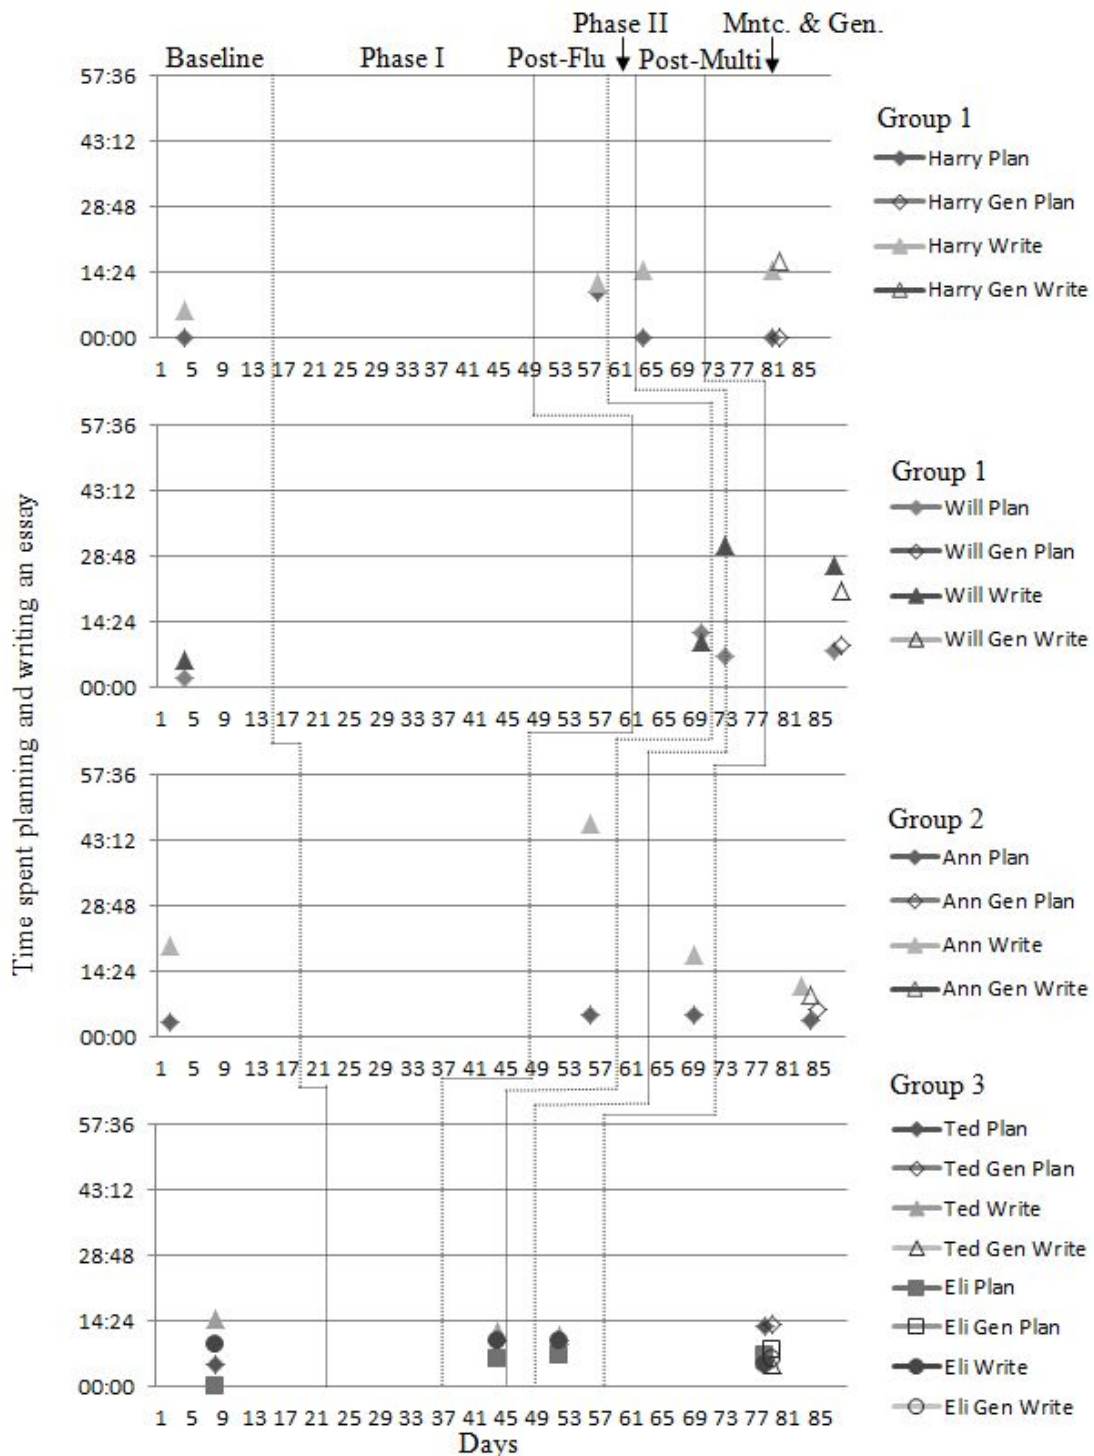 Phase II Mntc. & Gen.
Baseline Phase I Post-Flu Post-Multi
57:36
43:12
28:48
14:24
00:00
1 5 9 13 17 21 25 29 33 37 41 45 49 53 57 61 65 69 73 77 81 85
Group 1
Harry Plan
Harry Gen Plan
Harry Write
Harry Gen Write
57:36
43:12
28:48
14:24
00:00
1 5 9 13 17 21 25 29 33 37 41 45 49 53 57 61 65 69 73 77 81 85
Group 1
Will Plan
Will Gen Plan
Will Write
Will Gen Write
Time spent planning and writing an essay
57:36
43:12
28:48
14:24
00:00
1 5 9 13 17 21 25 29 33 37 41 45 49 53 57 61 65 69 73 77 81 85
Group 2
Ann Plan
Ann Gen Plan
Ann Write
Ann Gen Write
57:36
43:12
28:48
14:24
00:00
1 5 9 13 17 21 25 29 33 37 41 45 49 53 57 61 65 69 73 77 81 85
Days
Group 3
Ted Plan
Ted Gen Plan
Ted Write
Ted Gen Write
Eli Plan
Eli Gen Plan
Eli Write
Eli Gen Write